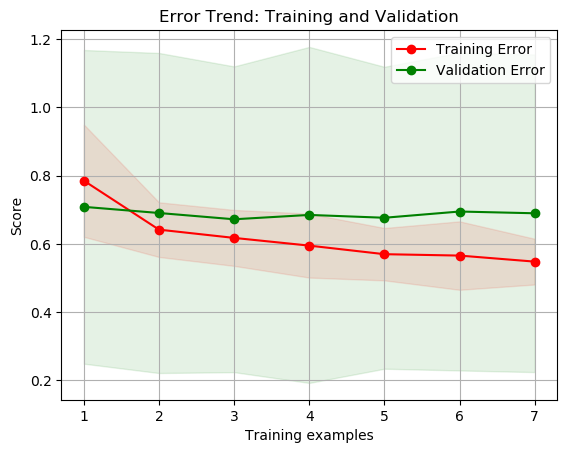 Error Trend: Training and Validation
Training Error
Validation Error
Score
1.2
1.0
0.8
0.6
0.4
0.2
1 2 3 4 5 6 7
Training examples